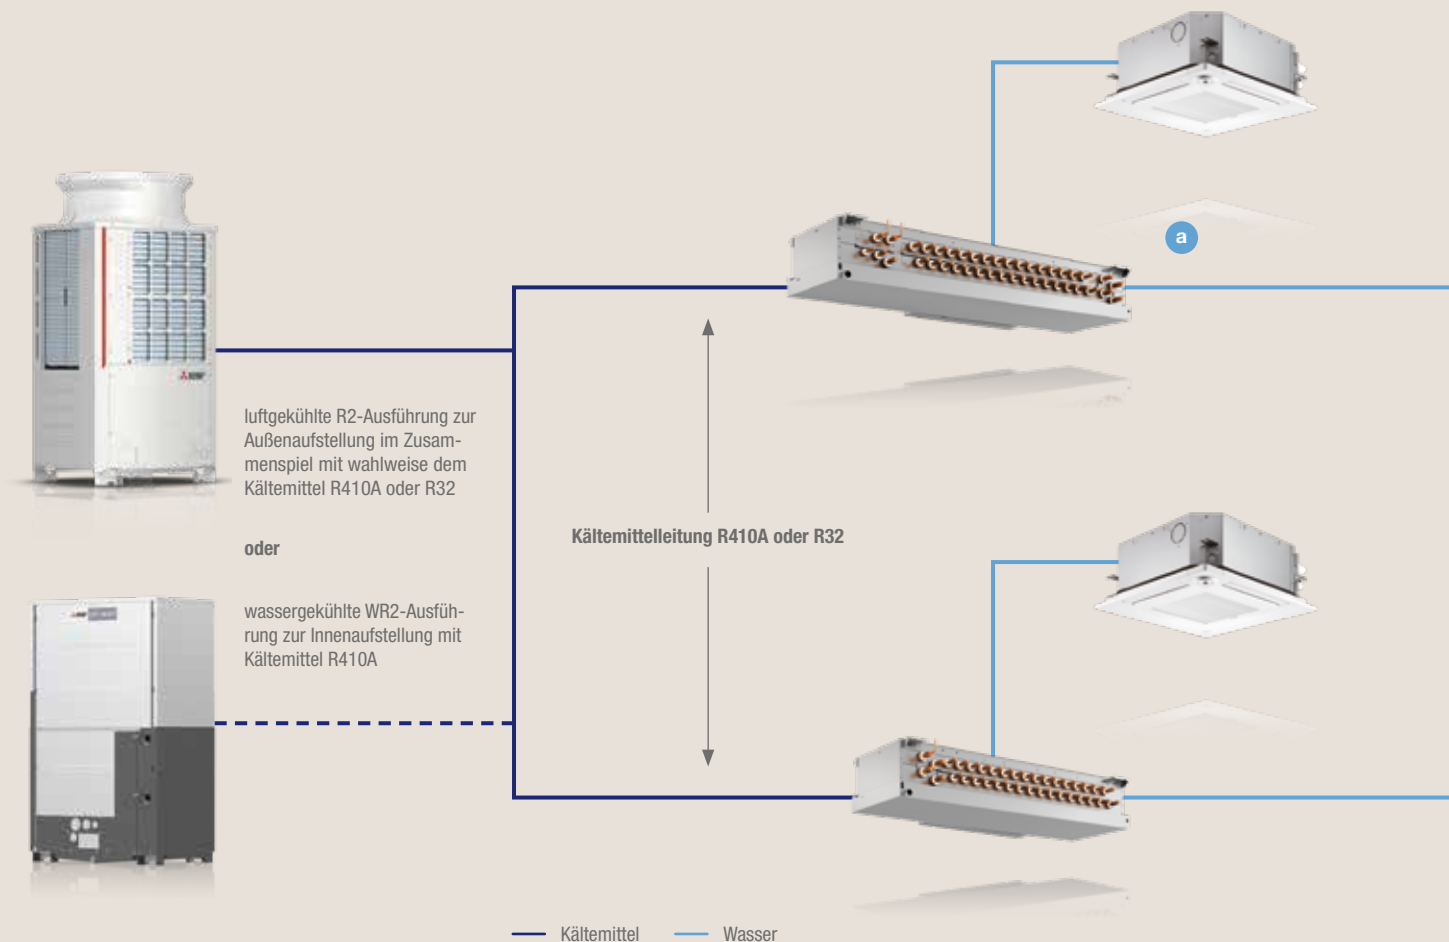 a
luftgekühlte R2-Ausführung zur
Außenaufstellung im Zusam-
menspiel mit wahlweise dem
Kältemittel R410A oder R32
oder
wassergekühlte WR2-Ausfüh-
rung zur Innenaufstellung mit
Kältemittel R410A
Kältemittelleitung R410A oder R32
Kältemittel
Wasser